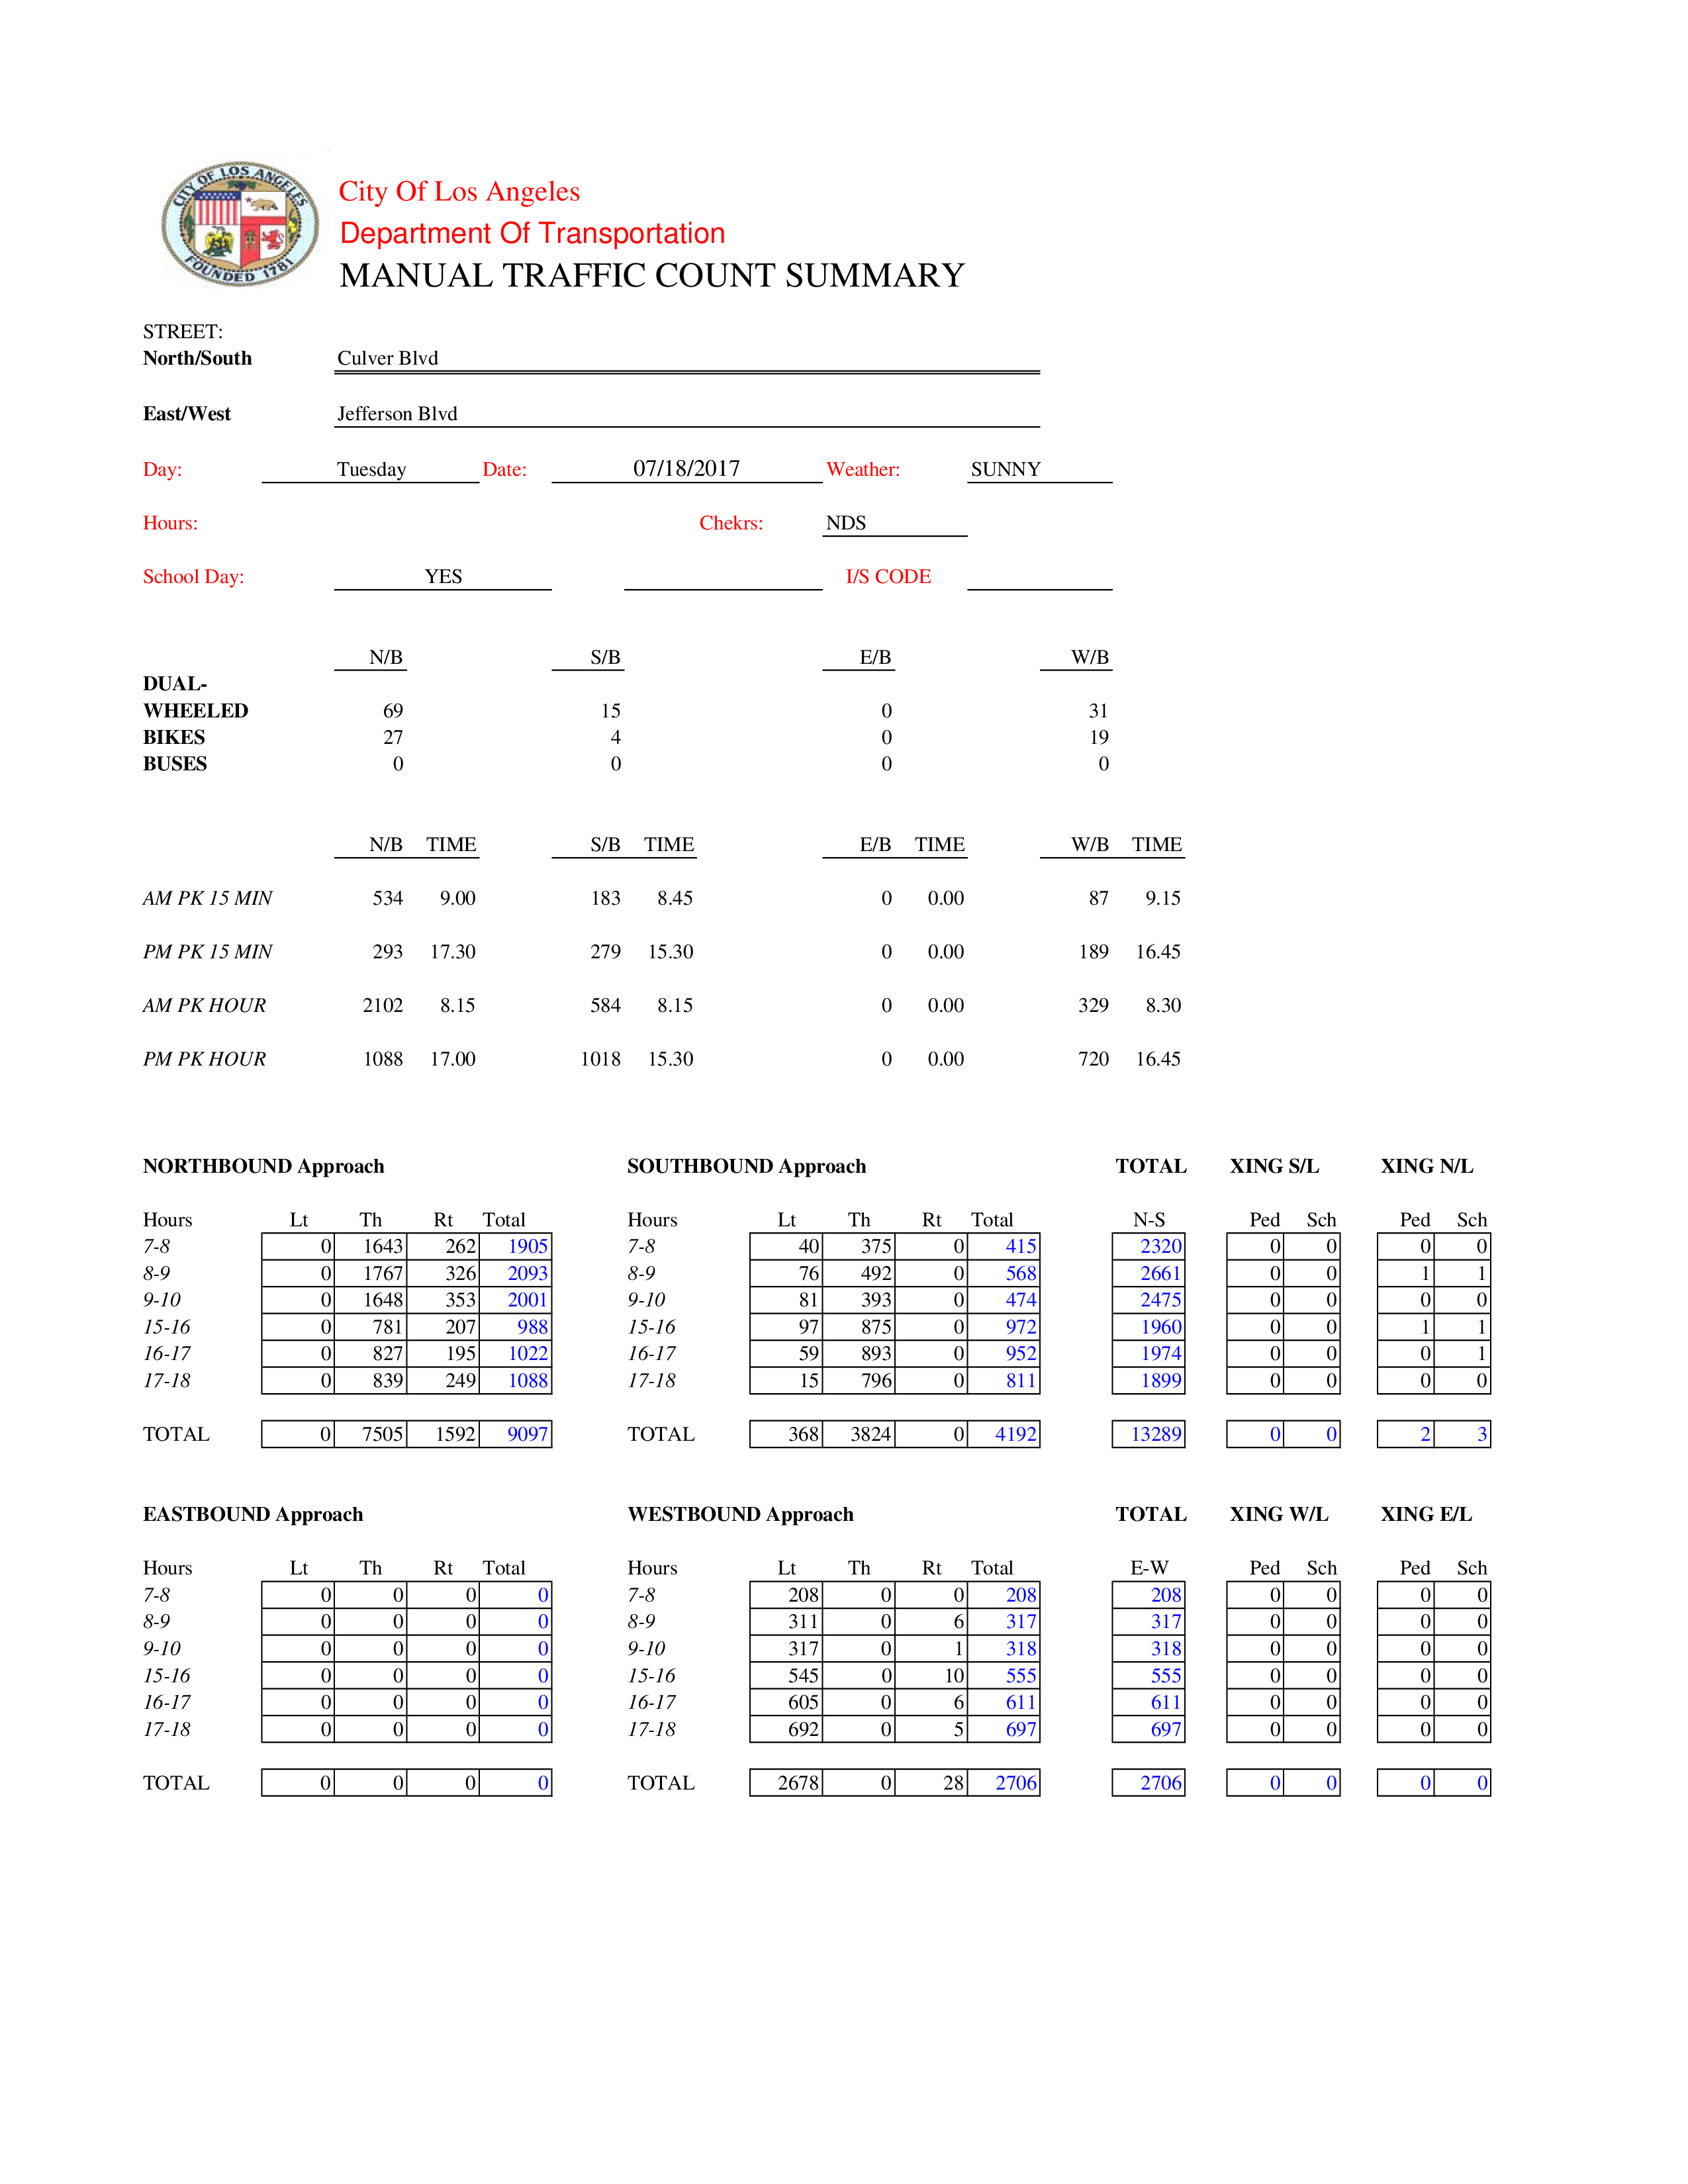 CITY OF LOS ANGELES
FOUNDED 1781
City Of Los Angeles
Department Of Transportation
MANUAL TRAFFIC COUNT SUMMARY
STREET:
North/South Culver Blvd
East/West Jefferson Blvd
Day: Tuesday Date: 07/18/2017 Weather: SUNNY
Hours: Chekrs: NDS
School Day: YES I/S CODE
N/B S/B E/B W/B
DUAL-
WHEELED 69 15 0 31
BIKES 27 4 0 19
BUSES 0 0 0 0
N/B TIME S/B TIME E/B TIME W/B TIME
AM PK 15 MIN 534 9.00 183 8.45 0 0.00 87 9.15
PM PK 15 MIN 293 17.30 279 15.30 0 0.00 189 16.45
AM PK HOUR 2102 8.15 584 8.15 0 0.00 329 8.30
PM PK HOUR 1088 17.00 1018 15.30 0 0.00 720 16.45
NORTHBOUND Approach SOUTHBOUND Approach TOTAL XING S/L XING N/L
Hours Lt Th Rt Total Hours Lt Th Rt Total N-S Ped Sch Ped Sch
7-8 0 1643 262 1905 7-8 40 375 0 415 2320 0 0 0 0
8-9 0 1767 326 2093 8-9 76 492 0 568 2661 0 0 1 1
9-10 0 1648 353 2001 9-10 81 393 0 474 2475 0 0 0 0
15-16 0 781 207 988 15-16 97 875 0 972 1960 0 0 1 1
16-17 0 827 195 1022 16-17 59 893 0 952 1974 0 0 0 1
17-18 0 839 249 1088 17-18 15 796 0 811 1899 0 0 0 0
TOTAL 0 7505 1592 9097 TOTAL 368 3824 0 4192 13289 0 0 2 3
EASTBOUND Approach WESTBOUND Approach TOTAL XING W/L XING E/L
Hours Lt Th Rt Total Hours Lt Th Rt Total E-W Ped Sch Ped Sch
7-8 0 0 0 0 7-8 208 0 0 208 208 0 0 0 0
8-9 0 0 0 0 8-9 311 0 6 317 317 0 0 0 0
9-10 0 0 0 0 9-10 317 0 1 318 318 0 0 0 0
15-16 0 0 0 0 15-16 545 0 10 555 555 0 0 0 0
16-17 0 0 0 0 16-17 605 0 6 611 611 0 0 0 0
17-18 0 0 0 0 17-18 692 0 5 697 697 0 0 0 0
TOTAL 0 0 0 0 TOTAL 2678 0 28 2706 2706 0 0 0 0